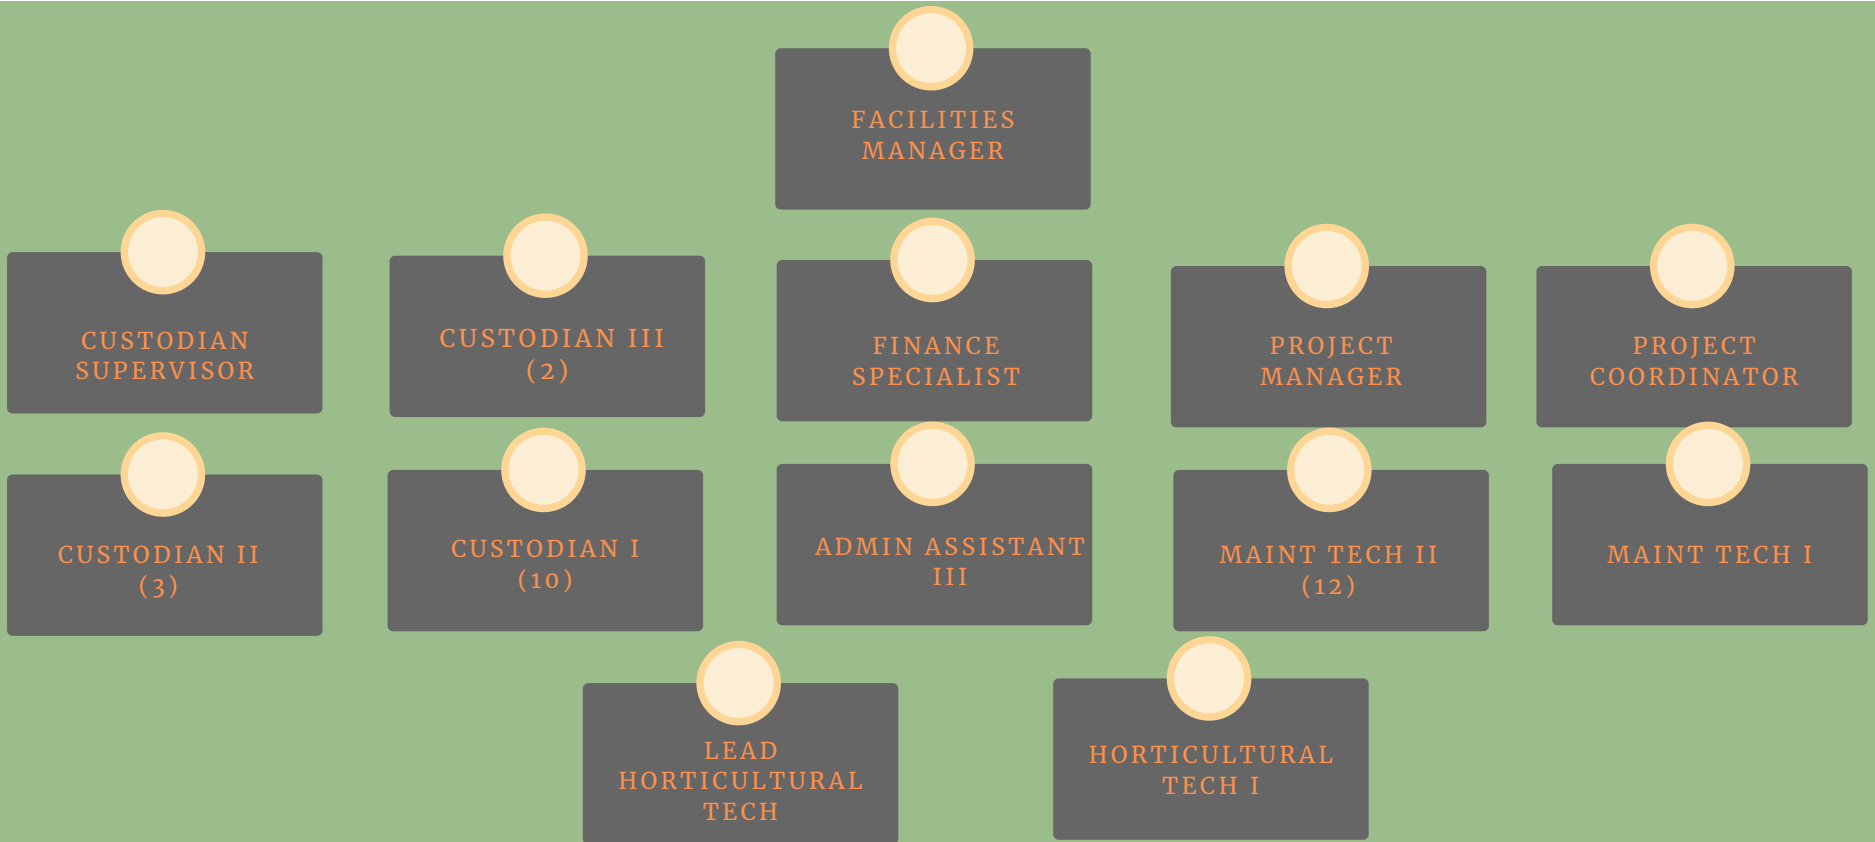 FACILITIES
MANAGER
CUSTODIAN
SUPERVISOR
CUSTODIAN III
(2)
FINANCE
SPECIALIST
PROJECT
MANAGER
PROJECT
COORDINATOR
CUSTODIAN II
(3)
CUSTODIAN I
(10)
ADMIN ASSISTANT
III
MAINT TECH II
(12)
MAINT TECH I
LEAD
HORTICULTURAL
TECH
HORTICULTURAL
TECH I